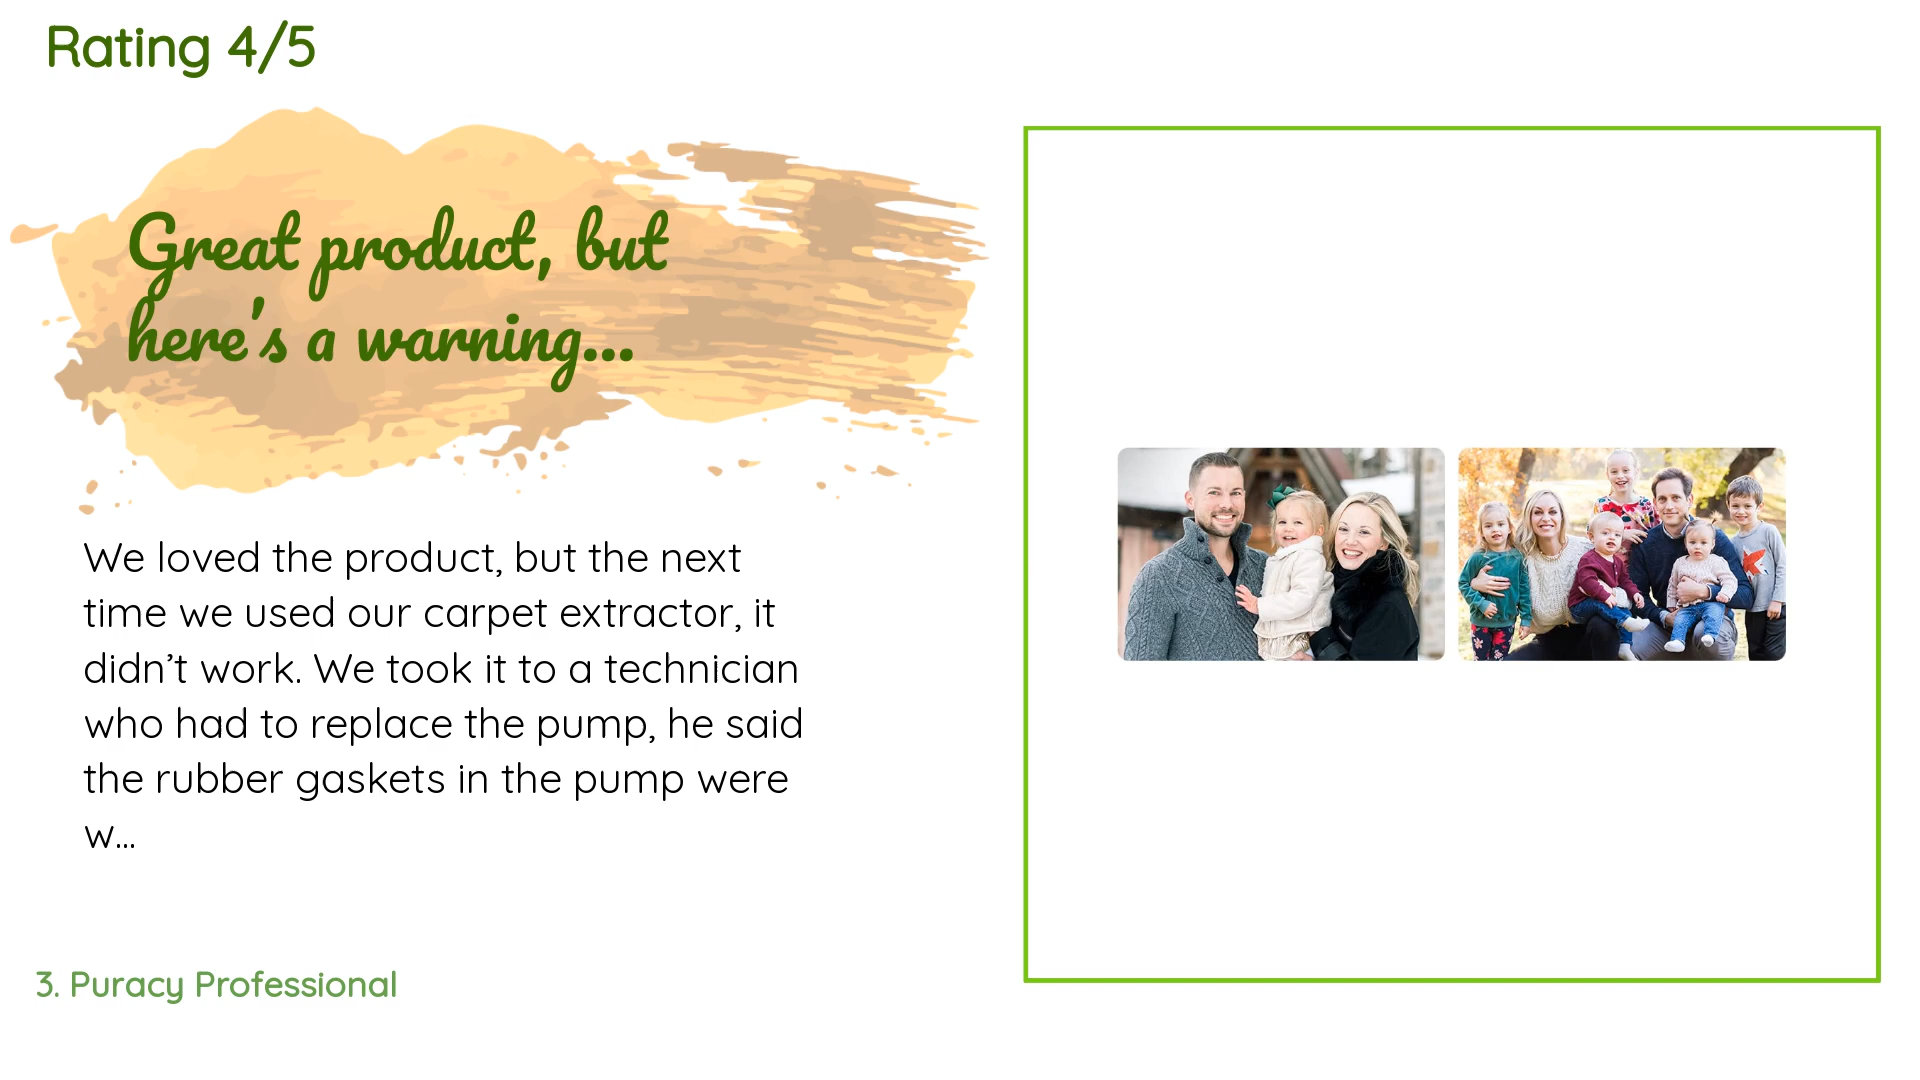 Rating 4/5
Great product, but
here's a warning...
We loved the product, but the next
time we used our carpet extractor, it
didn’t work. We took it to a technician
who had to replace the pump, he said
the rubber gaskets in the pump were
w...
3. Puracy Professional